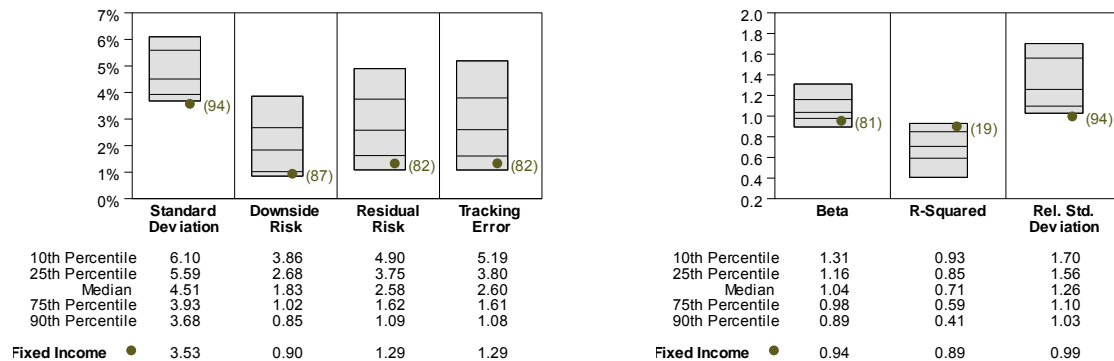 7%
6%
5%
4%
3%
2%
1%
0%
(94)
(87)
(82)
(82)
Standard Deviation
Downside Risk
Residual Risk
Tracking Error
10th Percentile 6.10 3.86 4.90 5.19
25th Percentile 5.59 2.68 3.75 3.80
Median 4.51 1.83 2.58 2.60
75th Percentile 3.93 1.02 1.62 1.61
90th Percentile 3.68 0.85 1.09 1.08
Fixed Income 3.53 0.90 1.29 1.29
2.0
1.8
1.6
1.4
1.2
1.0
0.8
0.6
0.4
0.2
(81)
(19)
(94)
Beta
R-Squared
Rel. Std. Deviation
10th Percentile 1.31 0.93 1.70
25th Percentile 1.16 0.85 1.56
Median 1.04 0.71 1.26
75th Percentile 0.98 0.59 1.10
90th Percentile 0.89 0.41 1.03
Fixed Income 0.94 0.89 0.99